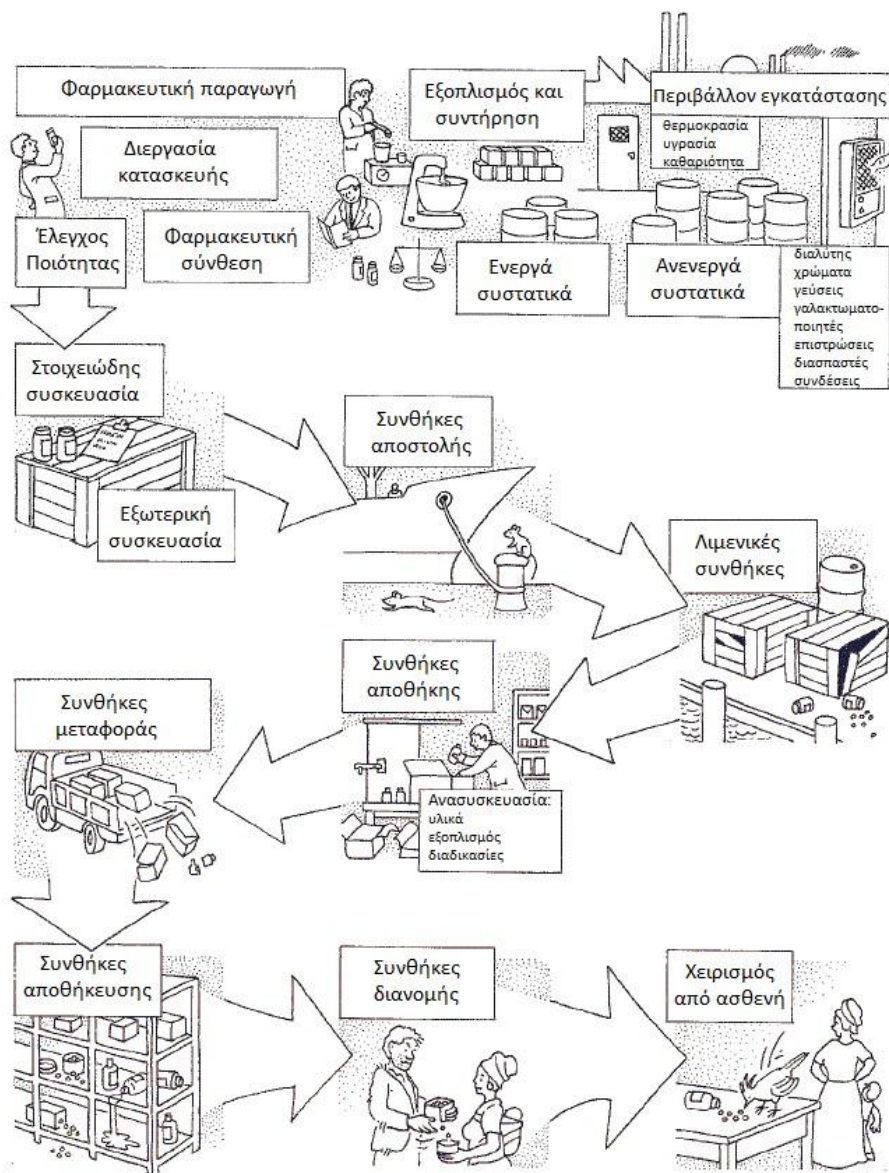 Φαρμακευτική παραγωγή
Εξοπλισμός και
συντήρηση
Περιβάλλον εγκατάστασης
θερμοκρασία
υγρασία
καθαριότητα
Διεργασία
κατασκευής
Έλεγχος
Ποιότητας
Φαρμακευτική
σύνθεση
Ενεργά
συστατικά
Ανενεργά
συστατικά
διαλύτης
χρώματα
γεύσεις
γαλακτωματο-
ποιητές
επιστρώσεις
διασπαστές
συνδέσεις
Στοιχειώδης
συσκευασία
Εξωτερική
συσκευασία
Συνθήκες
αποστολής
Λιμενικές
συνθήκες
Συνθήκες
αποθήκης
Ανασυσκευασία:
υλικά
εξοπλισμός
διαδικασίες
Συνθήκες
μεταφοράς
Συνθήκες
αποθήκευσης
Συνθήκες
διανομής
Χειρισμός
από ασθενή